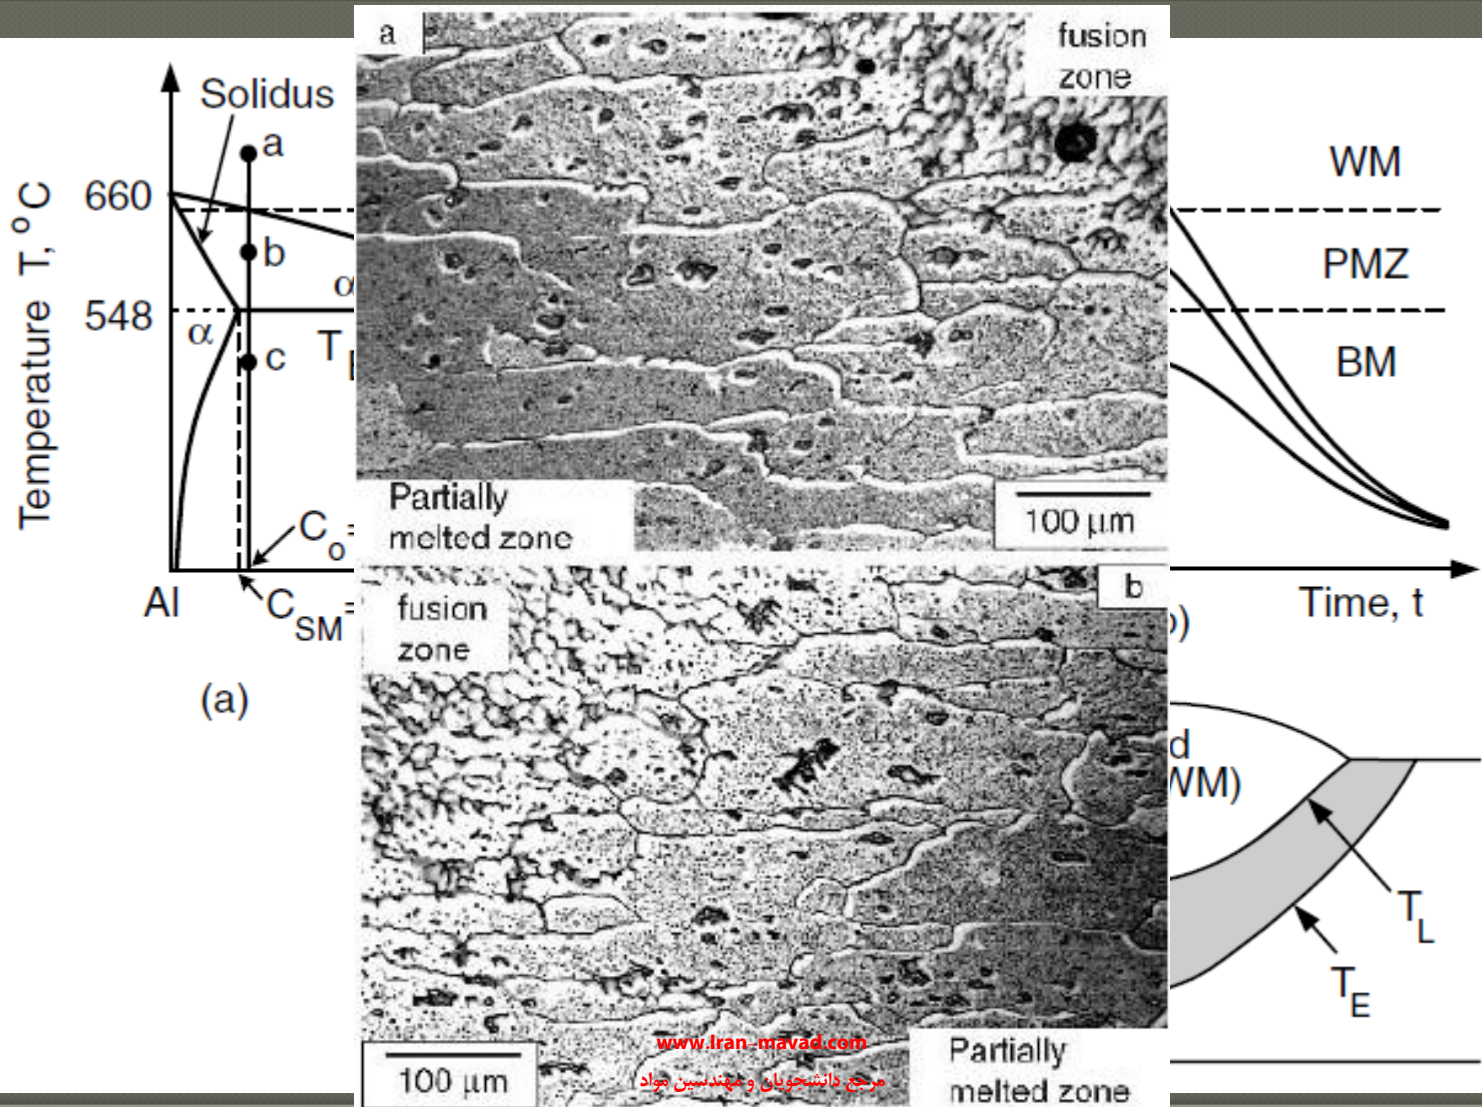 Solidus
a
660
b
α
548
α
T
c
Temperature T, °C
Co=
Al
CSM=
(a)
a
fusion
zone
Partially
melted zone
100 μm
fusion
zone
b
100 μm
Partially
melted zone
www.Iran-mavad.com
مرجع دانشجویان و مهندسین مواد
WM
PMZ
BM
Time, t
)
d
WM)
TL
TE